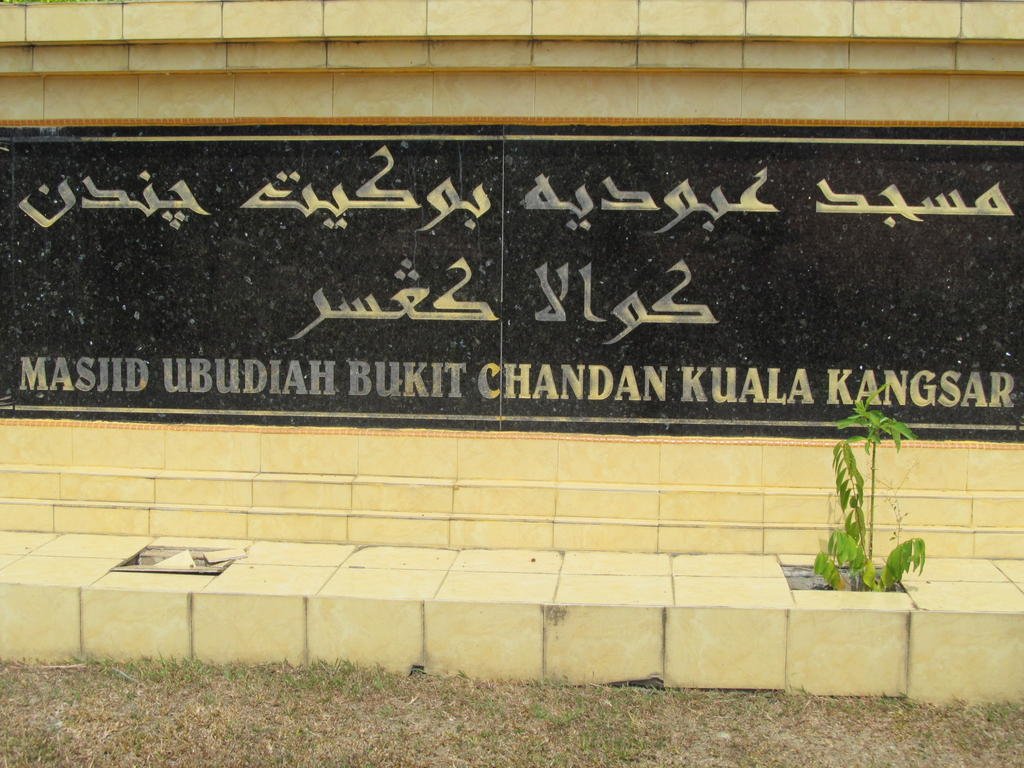 مسجد عبوديه بوكيت چندن
كوالا كڠسر
MASJID UBUDIAH BUKIT CHANDAN KUALA KANGSAR